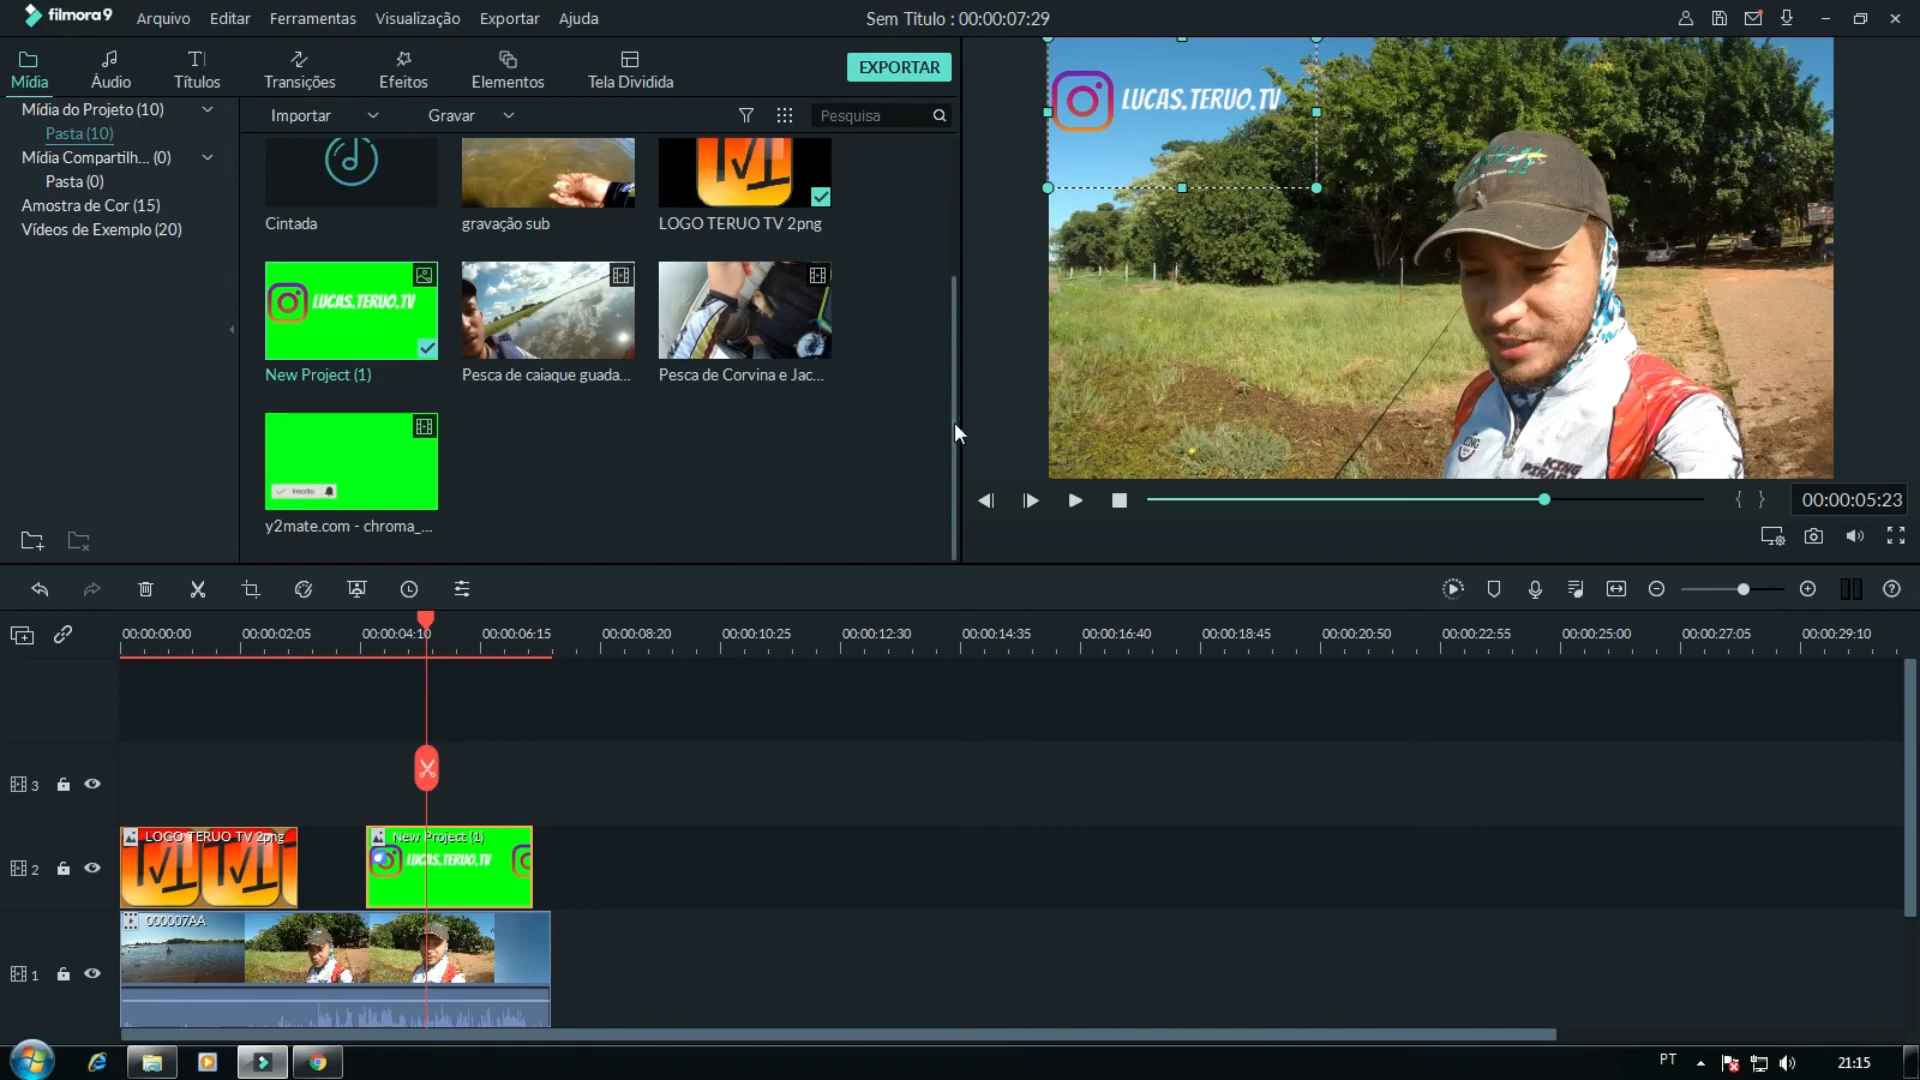 filmora9 Arquivo Editar Ferramentas Visualização Exportar Ajuda Sem Titulo : 00:00:07:29
Mídia Áudio Títulos Transições Efeitos Elementos Tela Dividida EXPORTAR
Mídia do Projeto (10)
Pasta (10)
Mídia Compartilh... (0)
Pasta (0)
Amostra de Cor (15)
Vídeos de Exemplo (20)
Importar Gravar Pesquisa
Cintada gravação sub LOGO TERUO TV 2png
LUCAS.TERUO.TV
New Project (1) Pesca de caiaque guada... Pesca de Corvina e Jac...
Inscrito
y2mate.com - chroma_...
LUCAS.TERUO.TV
KING
00:00:05:23
00:00:00:00 00:00:02:05 00:00:04:10 00:00:06:15 00:00:08:20 00:00:10:25 00:00:12:30 00:00:14:35 00:00:16:40 00:00:18:45 00:00:20:50 00:00:22:55 00:00:25:00 00:00:27:05 00:00:29:10
3
2 LOGO TERUO TV 2png New Project (1)
LUCAS.TERUO.TV
1 000007AA
PT 21:15